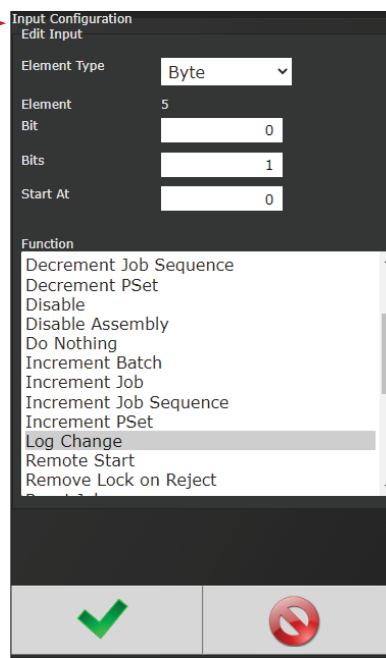 Input Configuration
Edit Input
Element Type Byte
Element 5
Bit 0
Bits 1
Start At 0
Function
Decrement Job Sequence
Decrement PSet
Disable
Disable Assembly
Do Nothing
Increment Batch
Increment Job
Increment Job Sequence
Increment PSet
Log Change
Remote Start
Remove Lock on Reject